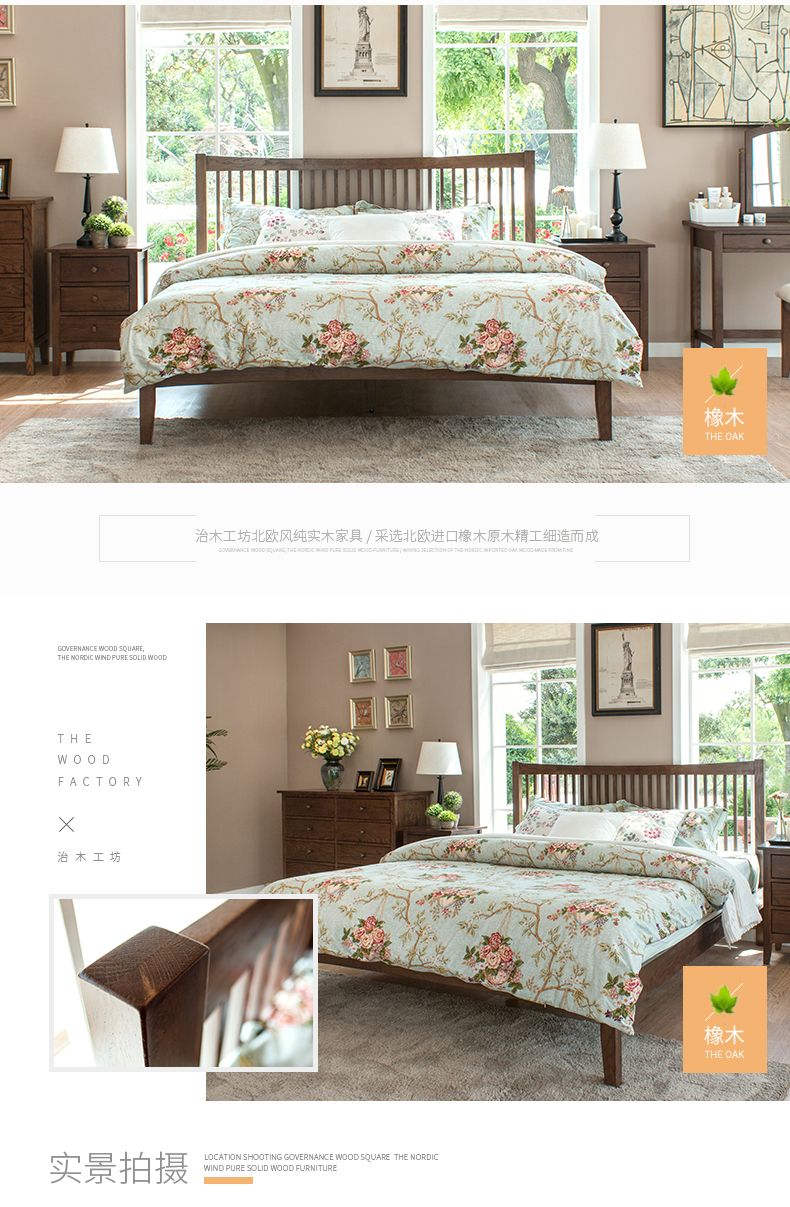 橡木
THE OAK
治木工坊北欧风纯实木家具 / 采选北欧进口橡木原木精工细造而成
GOVERNANCE WOOD SQUARE, THE NORDIC WIND PURE SOLID WOOD FURNITURE / MINING SELECTION OF THE NORDIC IMPORTED OAK WOOD MADE FROM FINE
GOVERNANCE WOOD SQUARE,
THE NORDIC WIND PURE SOLID WOOD
THE
WOOD
FACTORY
治木工坊
橡木
THE OAK
实景拍摄
LOCATION SHOOTING GOVERNANCE WOOD SQUARE THE NORDIC
WIND PURE SOLID WOOD FURNITURE